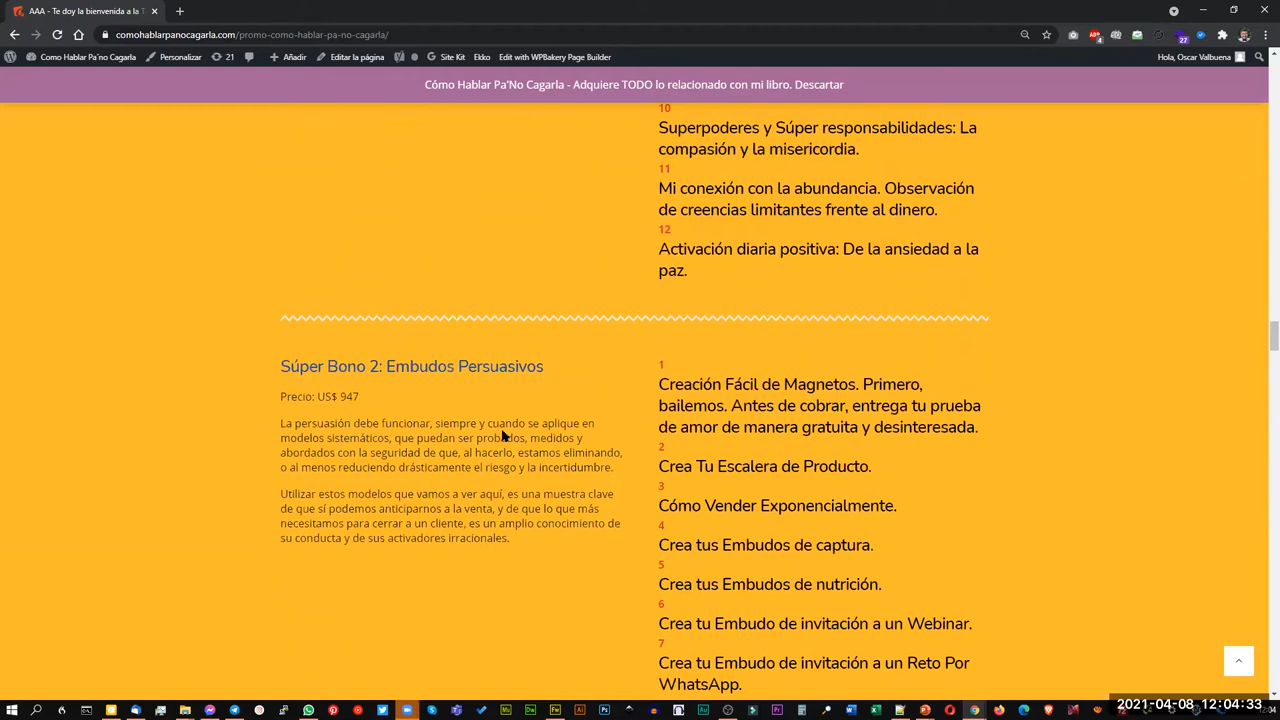 AAA - Te doy la bienvenida a la T
comohablarpanocagarla.com/promo-como-hablar-pa-no-cagarla/
4
27
Como Hablar Pa'no Cagarla
Personalizar
21
Añadir
Editar la página
0
Site Kit
Ekko
Edit with WPBakery Page Builder
Hola, Oscar Valbuena
Cómo Hablar Pa'No Cagarla - Adquiere TODO lo relacionado con mi libro. Descartar
10
Superpoderes y Súper responsabilidades: La
compasión y la misericordia.
11
Mi conexión con la abundancia. Observación
de creencias limitantes frente al dinero.
12
Activación diaria positiva: De la ansiedad a la
paz.
Súper Bono 2: Embudos Persuasivos
Precio: US$ 947
La persuasión debe funcionar, siempre y cuando se aplique en
modelos sistemáticos, que puedan ser probados, medidos y
abordados con la seguridad de que, al hacerlo, estamos eliminando,
o al menos reduciendo drásticamente el riesgo y la incertidumbre.
Utilizar estos modelos que vamos a ver aquí, es una muestra clave
de que sí podemos anticiparnos a la venta, y de que lo que más
necesitamos para cerrar a un cliente, es un amplio conocimiento de
su conducta y de sus activadores irracionales.
1
Creación Fácil de Magnetos. Primero,
bailemos. Antes de cobrar, entrega tu prueba
de amor de manera gratuita y desinteresada.
2
Crea Tu Escalera de Producto.
3
Cómo Vender Exponencialmente.
4
Crea tus Embudos de captura.
5
Crea tus Embudos de nutrición.
6
Crea tu Embudo de invitación a un Webinar.
7
Crea tu Embudo de invitación a un Reto Por
WhatsApp.
2021-04-08 12:04:33